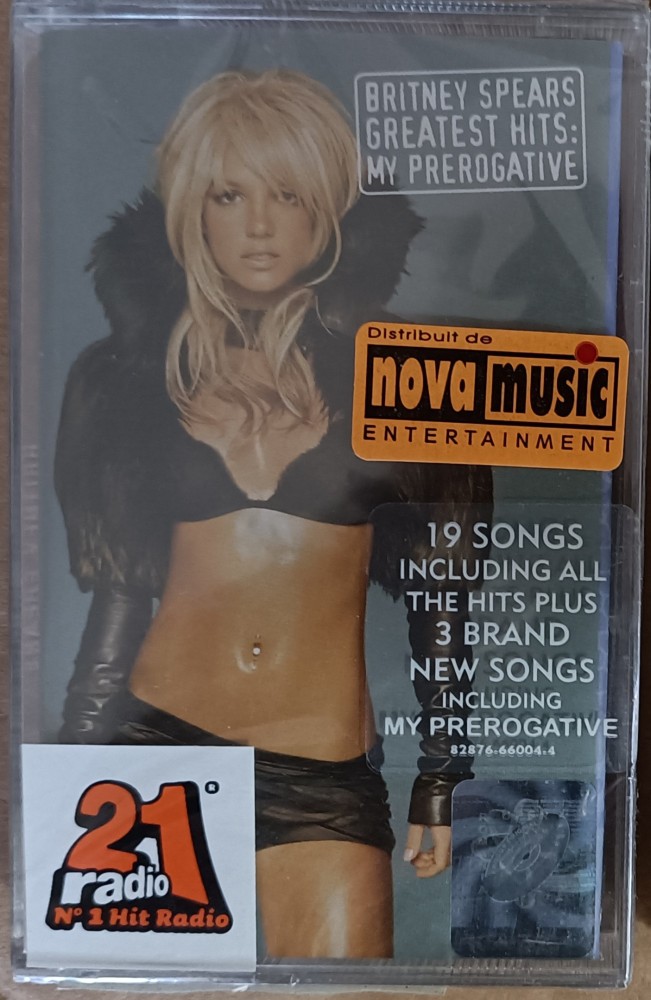 BRITNEY SPEARS
GREATEST HITS:
MY PREROGATIVE
Distribuit de
nova music
ENTERTAINMENT
19 SONGS
INCLUDING ALL
THE HITS PLUS
3 BRAND
NEW SONGS
INCLUDING
MY PREROGATIVE
82876-66004-4
21®
radio
Nº 1 Hit Radio